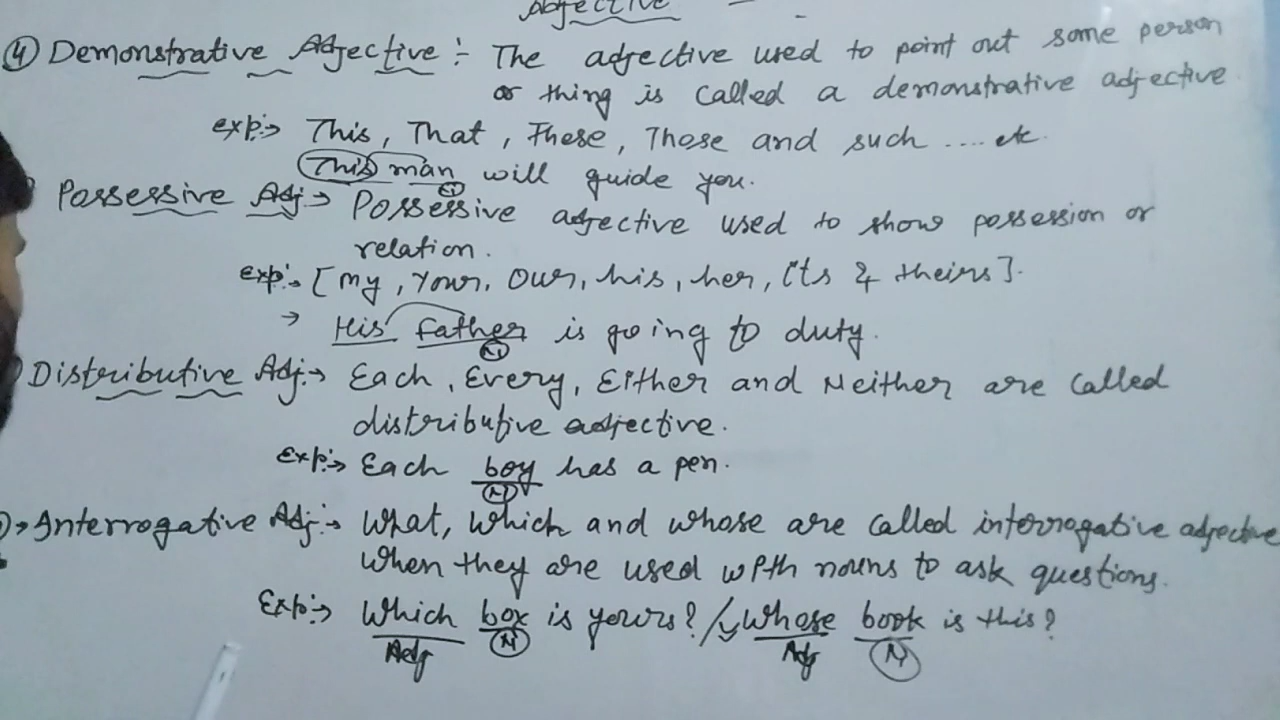 Adjective
④ Demonstrative Adjective :- The adjective used to point out some person
or thing is called a demonstrative adjective
exp:→ This, That, These, Those and such .... etc.
This man will guide you.
N
Possessive Adj→ Possessive adjective used to show possession or
relation.
exp:→ [my, Your, Our, his, her, its & theirs].
→ His father is going to duty.
N
Distributive Adj:→ Each, Every, Either and Neither are called
distributive adjective.
Exp:→ Each boy has a pen.
N
→ Interrogative Adj:→ What, Which and whose are called interrogative adjective
when they are used with nouns to ask questions.
Exp:→ Which box is yours? / Whose book is this?
Adj N Adj N